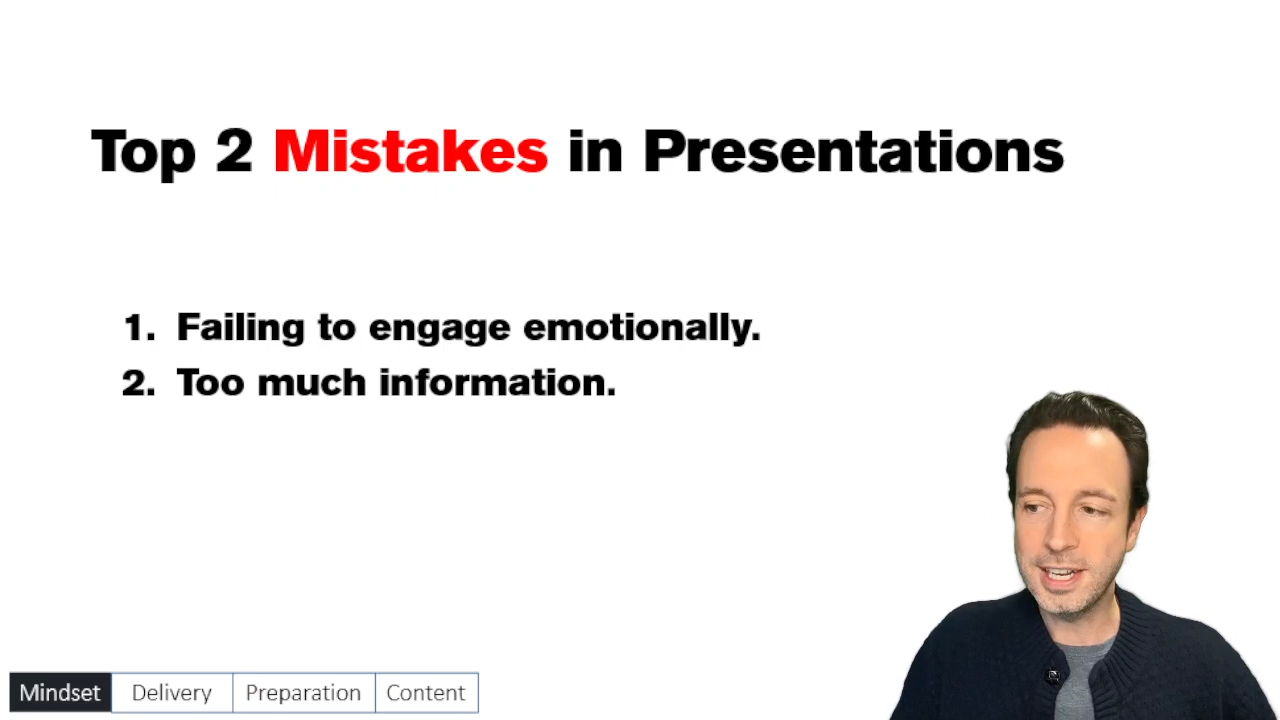 Top 2 Mistakes in Presentations
1. Failing to engage emotionally.
2. Too much information.
Mindset Delivery Preparation Content